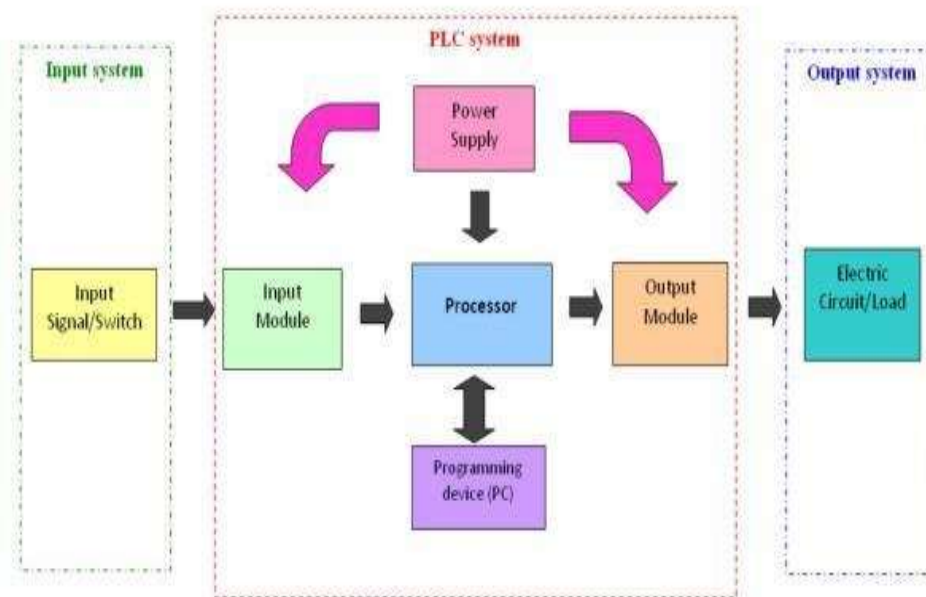 PLC system
Input system
Output system
Power
Supply
Input
Signal/Switch
Input
Module
Processor
Output
Module
Electric
Circuit/Load
Programming
device (PC)